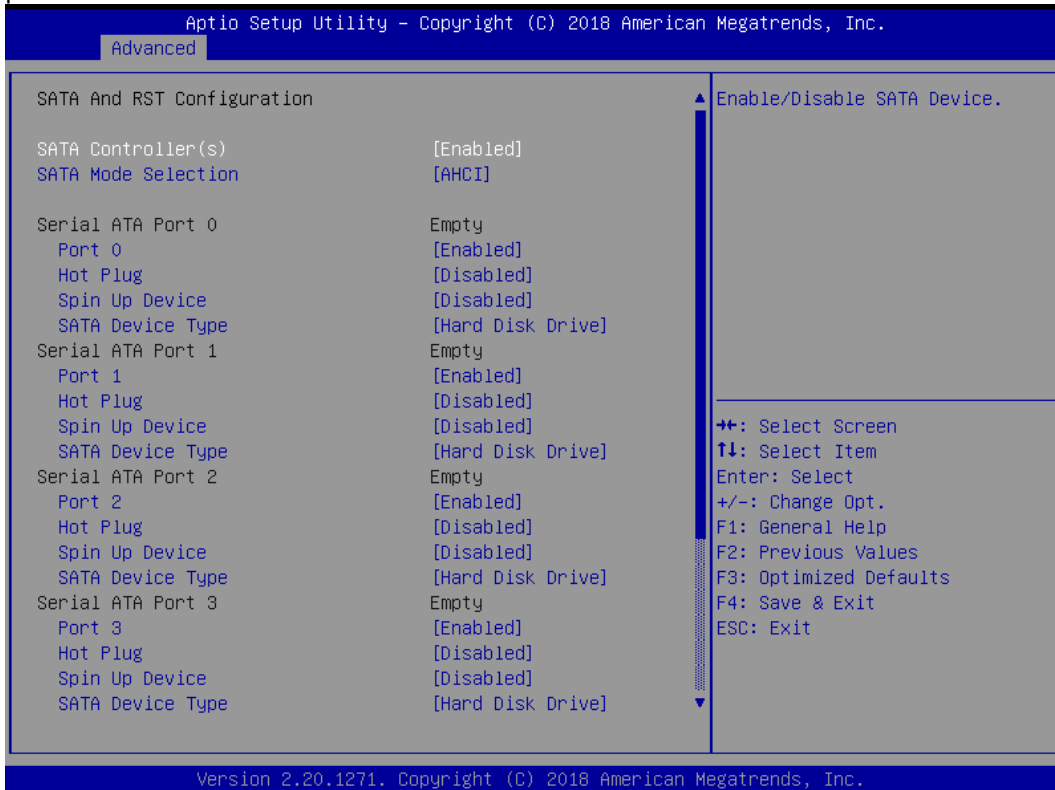 Aptio Setup Utility – Copyright (C) 2018 American Megatrends, Inc.
Advanced
SATA And RST Configuration
SATA Controller(s) [Enabled]
SATA Mode Selection [AHCI]
Serial ATA Port 0 Empty
Port 0 [Enabled]
Hot Plug [Disabled]
Spin Up Device [Disabled]
SATA Device Type [Hard Disk Drive]
Serial ATA Port 1 Empty
Port 1 [Enabled]
Hot Plug [Disabled]
Spin Up Device [Disabled]
SATA Device Type [Hard Disk Drive]
Serial ATA Port 2 Empty
Port 2 [Enabled]
Hot Plug [Disabled]
Spin Up Device [Disabled]
SATA Device Type [Hard Disk Drive]
Serial ATA Port 3 Empty
Port 3 [Enabled]
Hot Plug [Disabled]
Spin Up Device [Disabled]
SATA Device Type [Hard Disk Drive]
Enable/Disable SATA Device.
→←: Select Screen
↑↓: Select Item
Enter: Select
+/-: Change Opt.
F1: General Help
F2: Previous Values
F3: Optimized Defaults
F4: Save & Exit
ESC: Exit
Version 2.20.1271. Copyright (C) 2018 American Megatrends, Inc.